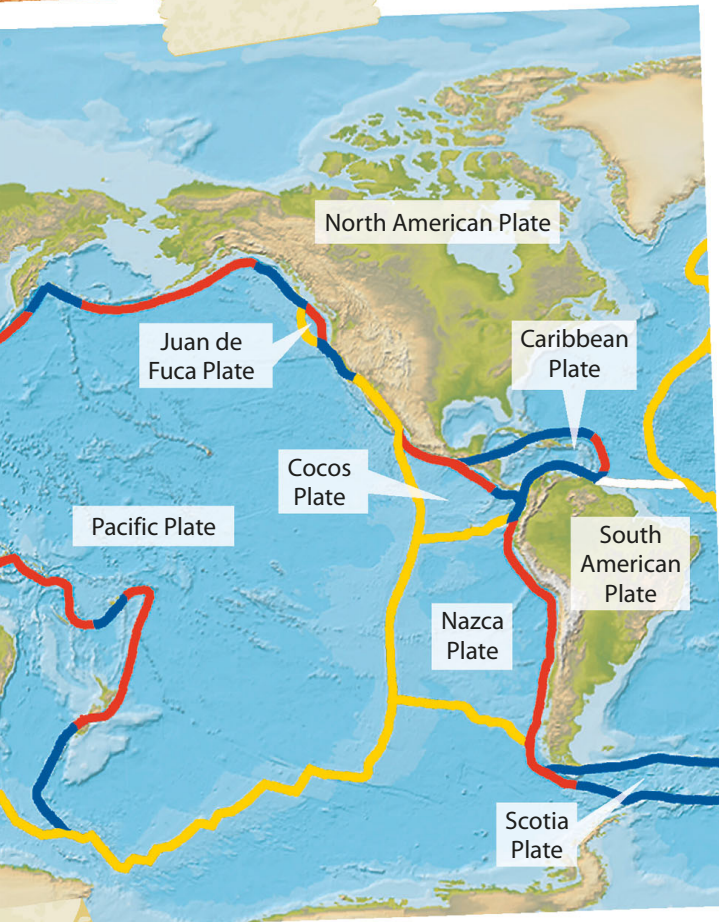 North American Plate
Juan de
Fuca Plate
Caribbean
Plate
Cocos
Plate
Pacific Plate
South
American
Plate
Nazca
Plate
Scotia
Plate